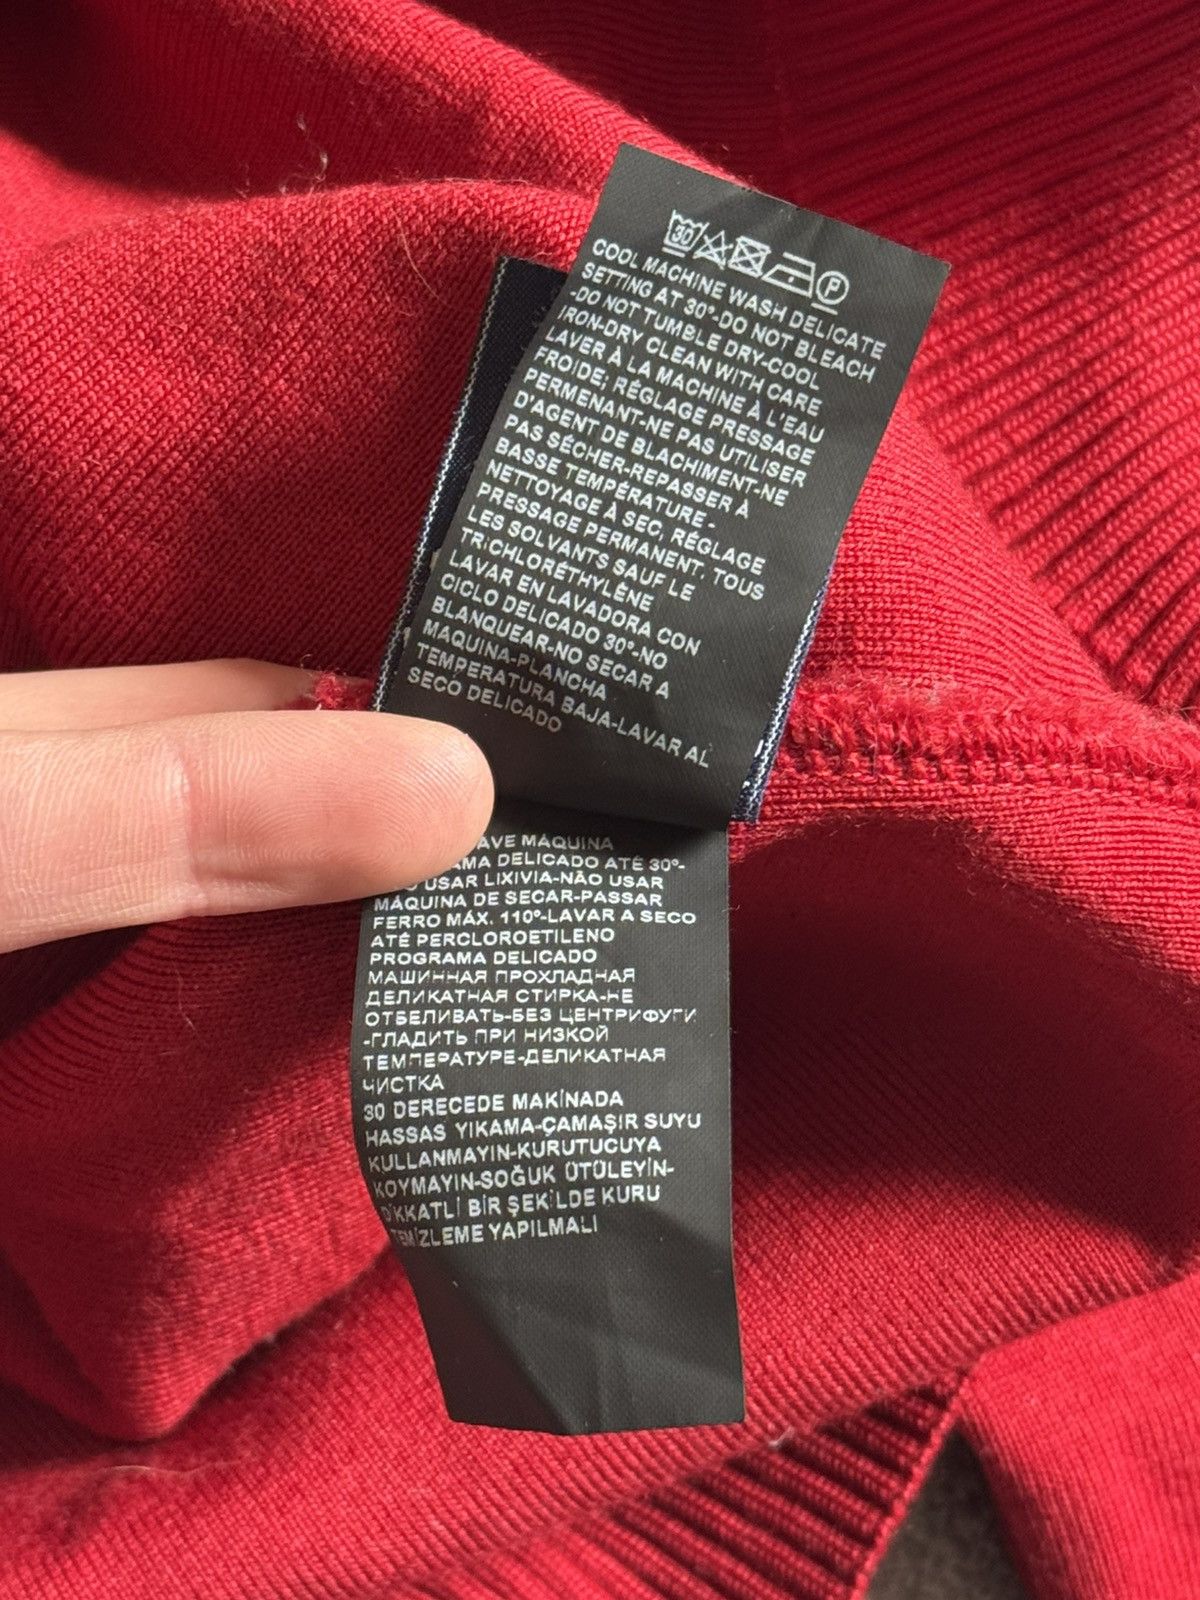 30 P
COOL MACHINE WASH DELICATE
SETTING AT 30°-DO NOT BLEACH
-DO NOT TUMBLE DRY-COOL
IRON-DRY CLEAN WITH CARE
LAVER À LA MACHINE À L'EAU
FROIDE; RÉGLAGE PRESSAGE
PERMENANT-NE PAS UTILISER
D'AGENT DE BLACHIMENT-NE
PAS SÉCHER-REPASSER À
BASSE TEMPÉRATURE-
NETTOYAGE À SEC, RÉGLAGE
PRESSAGE PERMANENT, TOUS
LES SOLVANTS SAUF LE
TRICHLORÉTHYLÈNE
LAVAR EN LAVADORA CON
CICLO DELICADO 30°-NO
BLANQUEAR-NO SECAR A
MAQUINA-PLANCHA
TEMPERATURA BAJA-LAVAR AL
SECO DELICADO
MÁQUINA
DELICADO ATÉ 30°-
USAR LIXIVIA-NÃO USAR
MÁQUINA DE SECAR-PASSAR
FERRO MÁX. 110°-LAVAR A SECO
ATÉ PERCLOROETILENO
PROGRAMA DELICADO
МАШИННАЯ ПРОХЛАДНАЯ
ДЕЛИКАТНАЯ СТИРКА-НЕ
ОТБЕЛИВАТЬ-БЕЗ ЦЕНТРИФУГИ
-ГЛАДИТЬ ПРИ НИЗКОЙ
ТЕМПЕРАТУРЕ-ДЕЛИКАТНАЯ
ЧИСТКА
30 DERECEDE MAKİNADA
HASSAS YIKAMA-ÇAMAŞIR SUYU
KULLANMAYIN-KURUTUCUYA
KOYMAYIN-SOĞUK ÜTÜLEYİN-
DİKKATLİ BİR ŞEKİLDE KURU
TEMİZLEME YAPILMALI